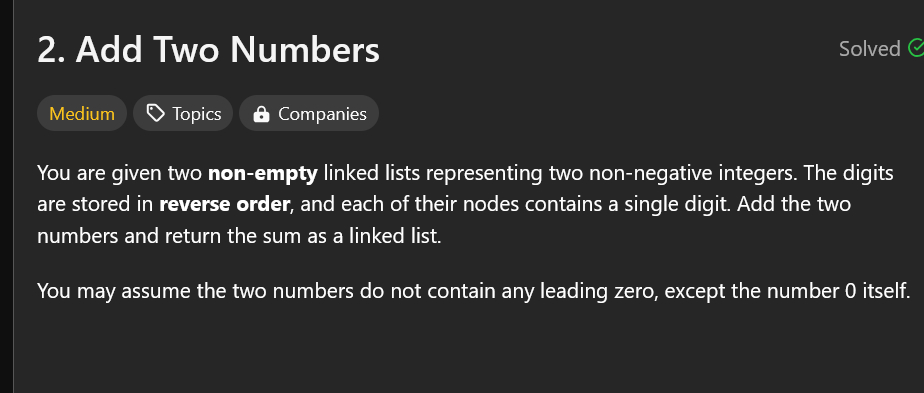 2. Add Two Numbers
Solved
Medium
Topics
Companies
You are given two non-empty linked lists representing two non-negative integers. The digits
are stored in reverse order, and each of their nodes contains a single digit. Add the two
numbers and return the sum as a linked list.
You may assume the two numbers do not contain any leading zero, except the number 0 itself.